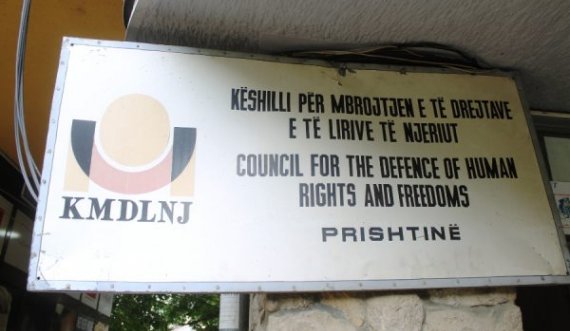 KËSHILLI PËR MBROJTJEN E TË DREJTAVE
E TË LIRIVE TË NJERIUT
COUNCIL FOR THE DEFENCE OF HUMAN
RIGHTS AND FREEDOMS
PRISHTINË
KMDLNJ